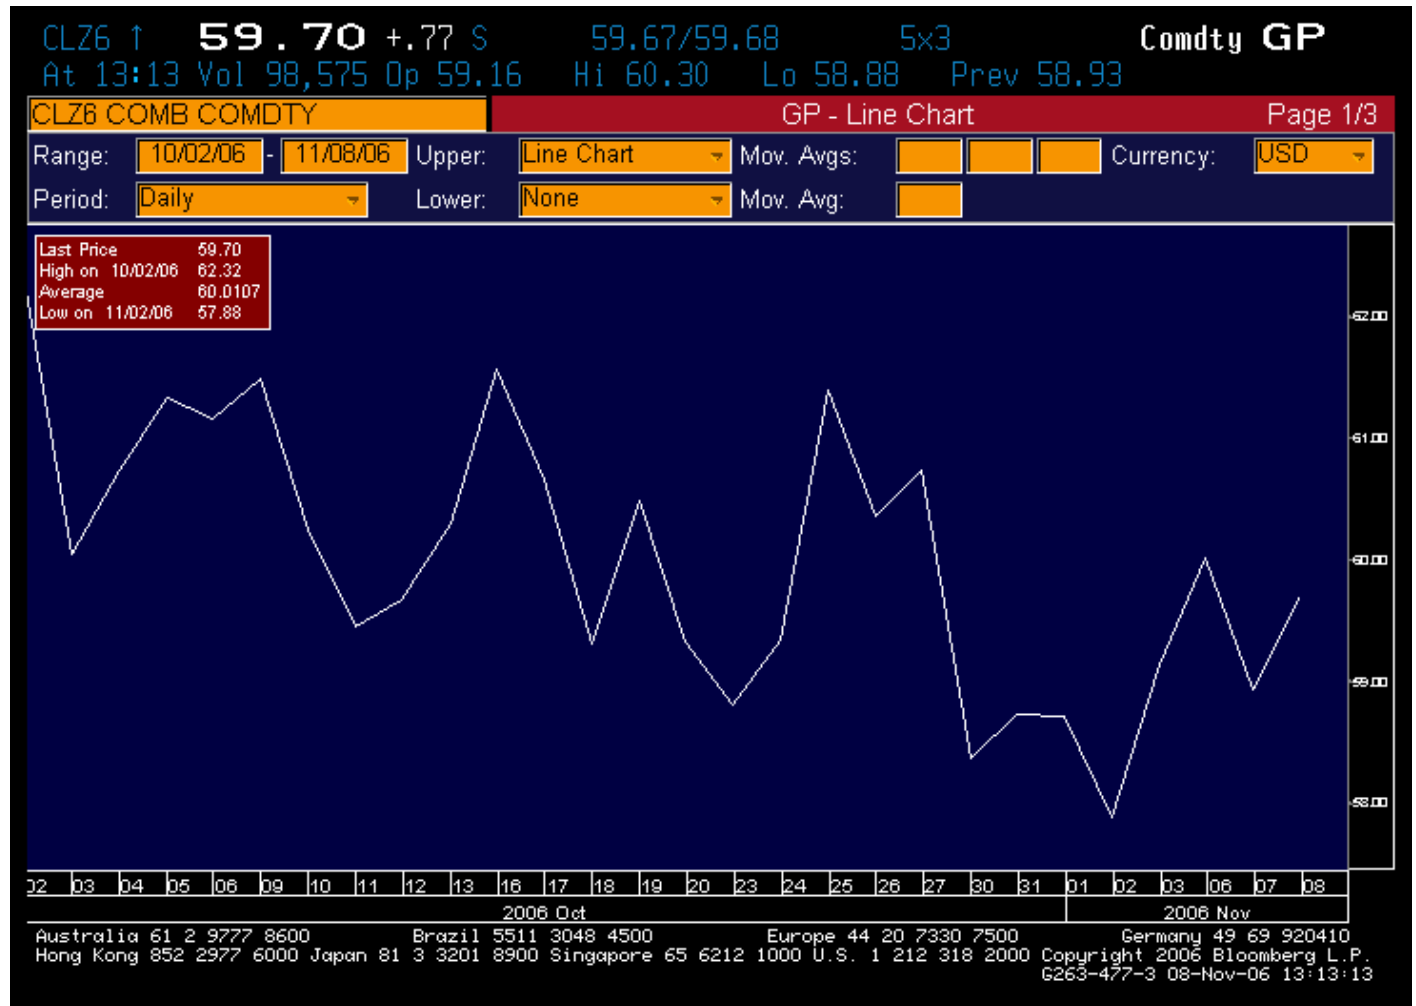 CLZ6 ↑ 59.70 +.77 S 59.67/59.68 5x3 Comdty GP
At 13:13 Vol 98,575 Op 59.16 Hi 60.30 Lo 58.88 Prev 58.93
CLZ6 COMB COMDTY GP - Line Chart Page 1/3
Range: 10/02/06 - 11/08/06 Upper: Line Chart Mov. Avgs: Currency: USD
Period: Daily Lower: None Mov. Avg:
Last Price 59.70
High on 10/02/06 62.32
Average 60.0107
Low on 11/02/06 57.88
62.00
61.00
60.00
59.00
58.00
02 03 04 05 06 09 10 11 12 13 16 17 18 19 20 23 24 25 26 27 30 31 01 02 03 06 07 08
2006 Oct 2006 Nov
Australia 61 2 9777 8600 Brazil 5511 3048 4500 Europe 44 20 7330 7500 Germany 49 69 920410
Hong Kong 852 2977 6000 Japan 81 3 3201 8900 Singapore 65 6212 1000 U.S. 1 212 318 2000 Copyright 2006 Bloomberg L.P.
G263-477-3 08-Nov-06 13:13:13